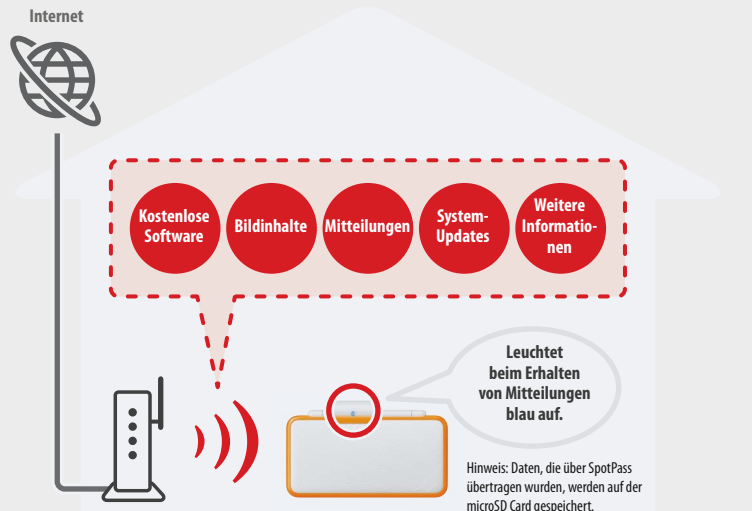 Internet
Kostenlose
Software
Bildinhalte
Mitteilungen
System-
Updates
Weitere
Informatio-
nen
Leuchtet
beim Erhalten
von Mitteilungen
blau auf.
Hinweis: Daten, die über SpotPass
übertragen wurden, werden auf der
microSD Card gespeichert.